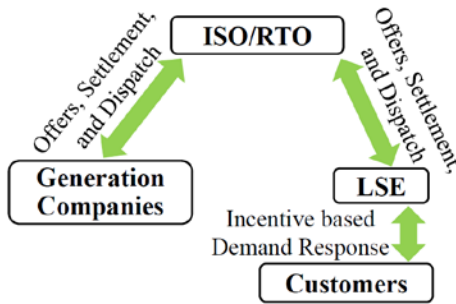 ISO/RTO
Offers, Settlement,
and Dispatch
Offers, Settlement,
and Dispatch
Generation
Companies
LSE
Incentive based
Demand Response
Customers